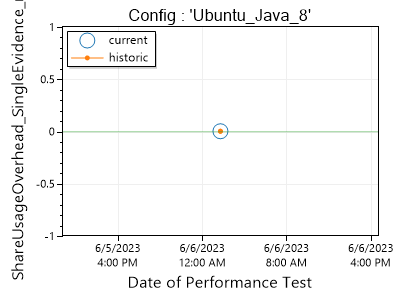 Config : 'Ubuntu_Java_8'
current
historic
1
0.5
0
-0.5
-1
ShareUsageOverhead_SingleEvidence_
6/5/2023 6/6/2023 6/6/2023 6/6/2023
4:00 PM 12:00 AM 8:00 AM 4:00 PM
Date of Performance Test